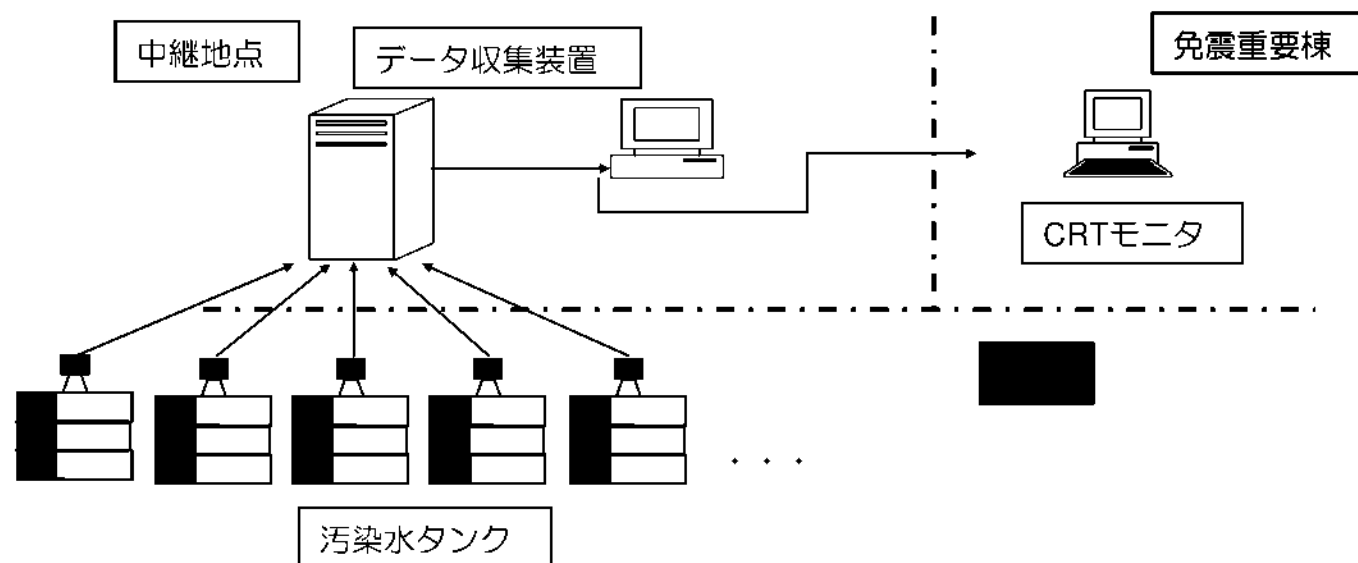 中継地点
データ収集装置
免震重要棟
CRTモニタ
・・・
汚染水タンク